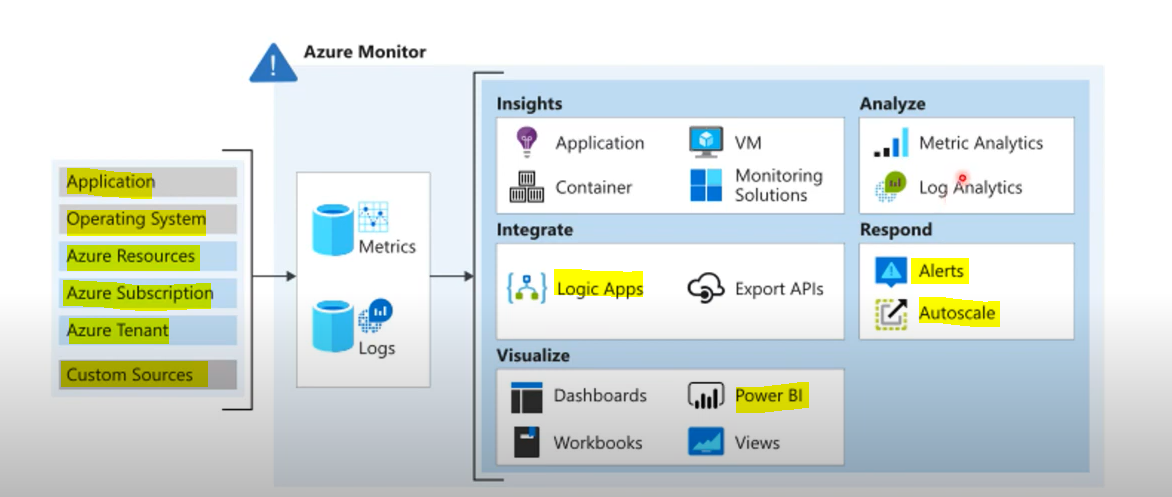 Azure Monitor
Application
Operating System
Azure Resources
Azure Subscription
Azure Tenant
Custom Sources
Metrics
Logs
Insights
Application
VM
Container
Monitoring
Solutions
Analyze
Metric Analytics
Log Analytics
Integrate
Logic Apps
Export APIs
Respond
Alerts
Autoscale
Visualize
Dashboards
Power BI
Workbooks
Views